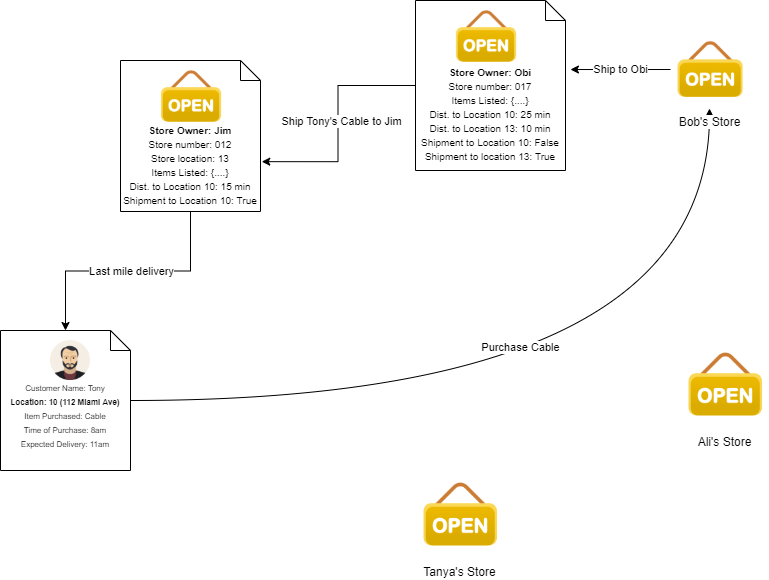 OPEN
Store Owner: Obi
Store number: 017
Items Listed: {....}
Dist. to Location 10: 25 min
Dist. to Location 13: 10 min
Shipment to Location 10: False
Shipment to location 13: True
Ship to Obi
OPEN
Bob's Store
OPEN
Store Owner: Jim
Store number: 012
Store location: 13
Items Listed: {....}
Dist. to Location 10: 15 min
Shipment to Location 10: True
Ship Tony's Cable to Jim
Last mile delivery
Customer Name: Tony
Location: 10 (112 Miami Ave)
Item Purchased: Cable
Time of Purchase: 8am
Expected Delivery: 11am
Purchase Cable
OPEN
Ali's Store
OPEN
Tanya's Store